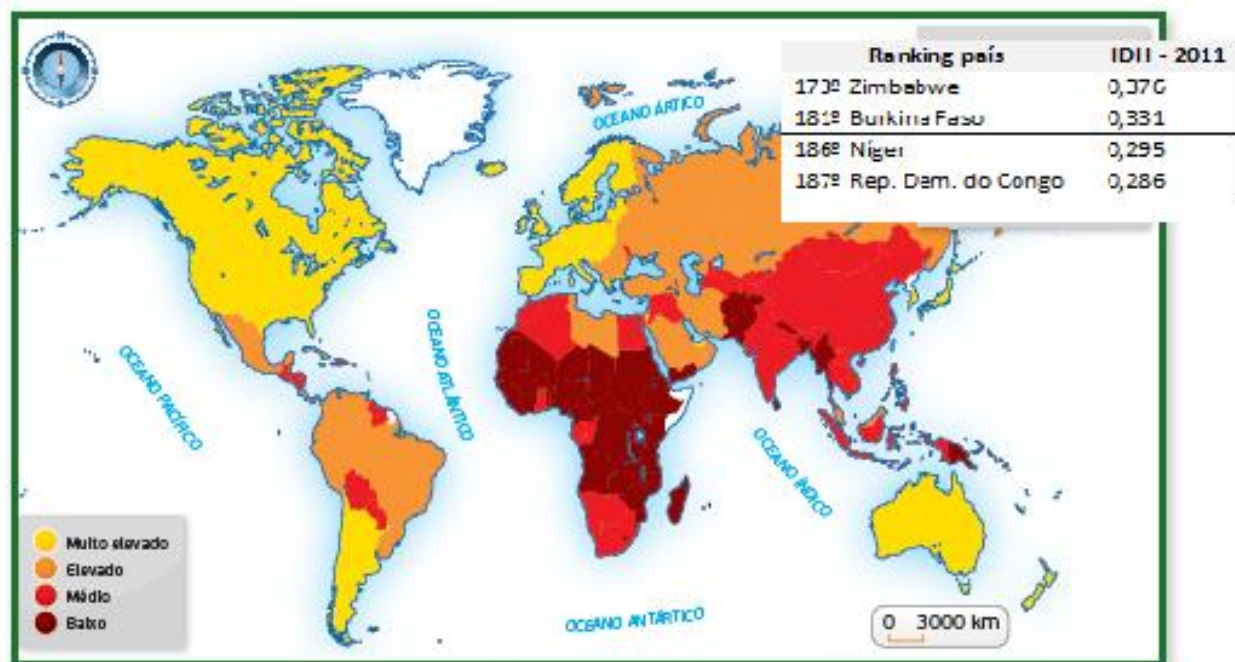 Ranking país IDH - 2011
173º Zimbabwe 0,376
181º Burkina Faso 0,331
186º Níger 0,295
187º Rep. Dem. do Congo 0,286
OCEANO ÁRTICO
OCEANO ATLÂNTICO
OCEANO PACÍFICO
OCEANO ÍNDICO
OCEANO ANTÁRTICO
Muito elevado
Elevado
Médio
Baixo
0 3000 km